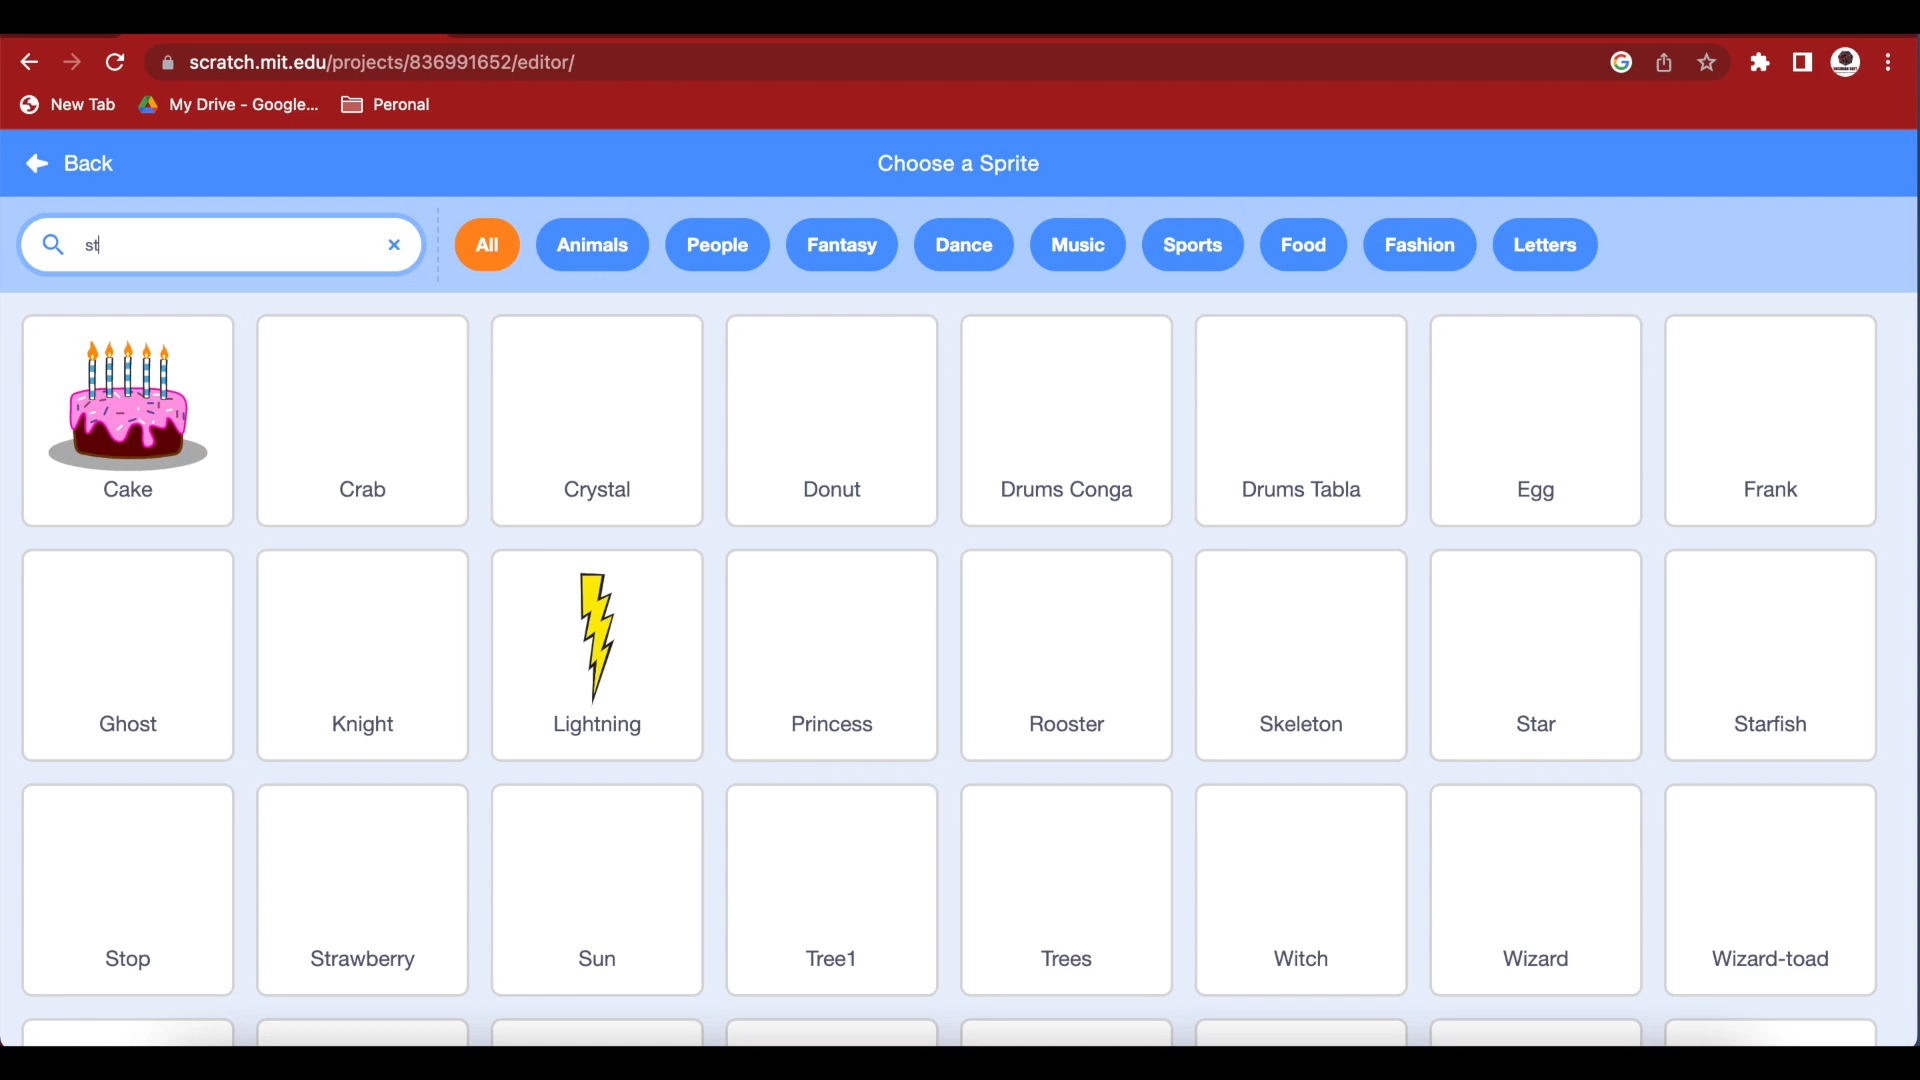 scratch.mit.edu/projects/836991652/editor/
New Tab My Drive - Google... Peronal
Back Choose a Sprite
st All Animals People Fantasy Dance Music Sports Food Fashion Letters
Cake Crab Crystal Donut Drums Conga Drums Tabla Egg Frank
Ghost Knight Lightning Princess Rooster Skeleton Star Starfish
Stop Strawberry Sun Tree1 Trees Witch Wizard Wizard-toad